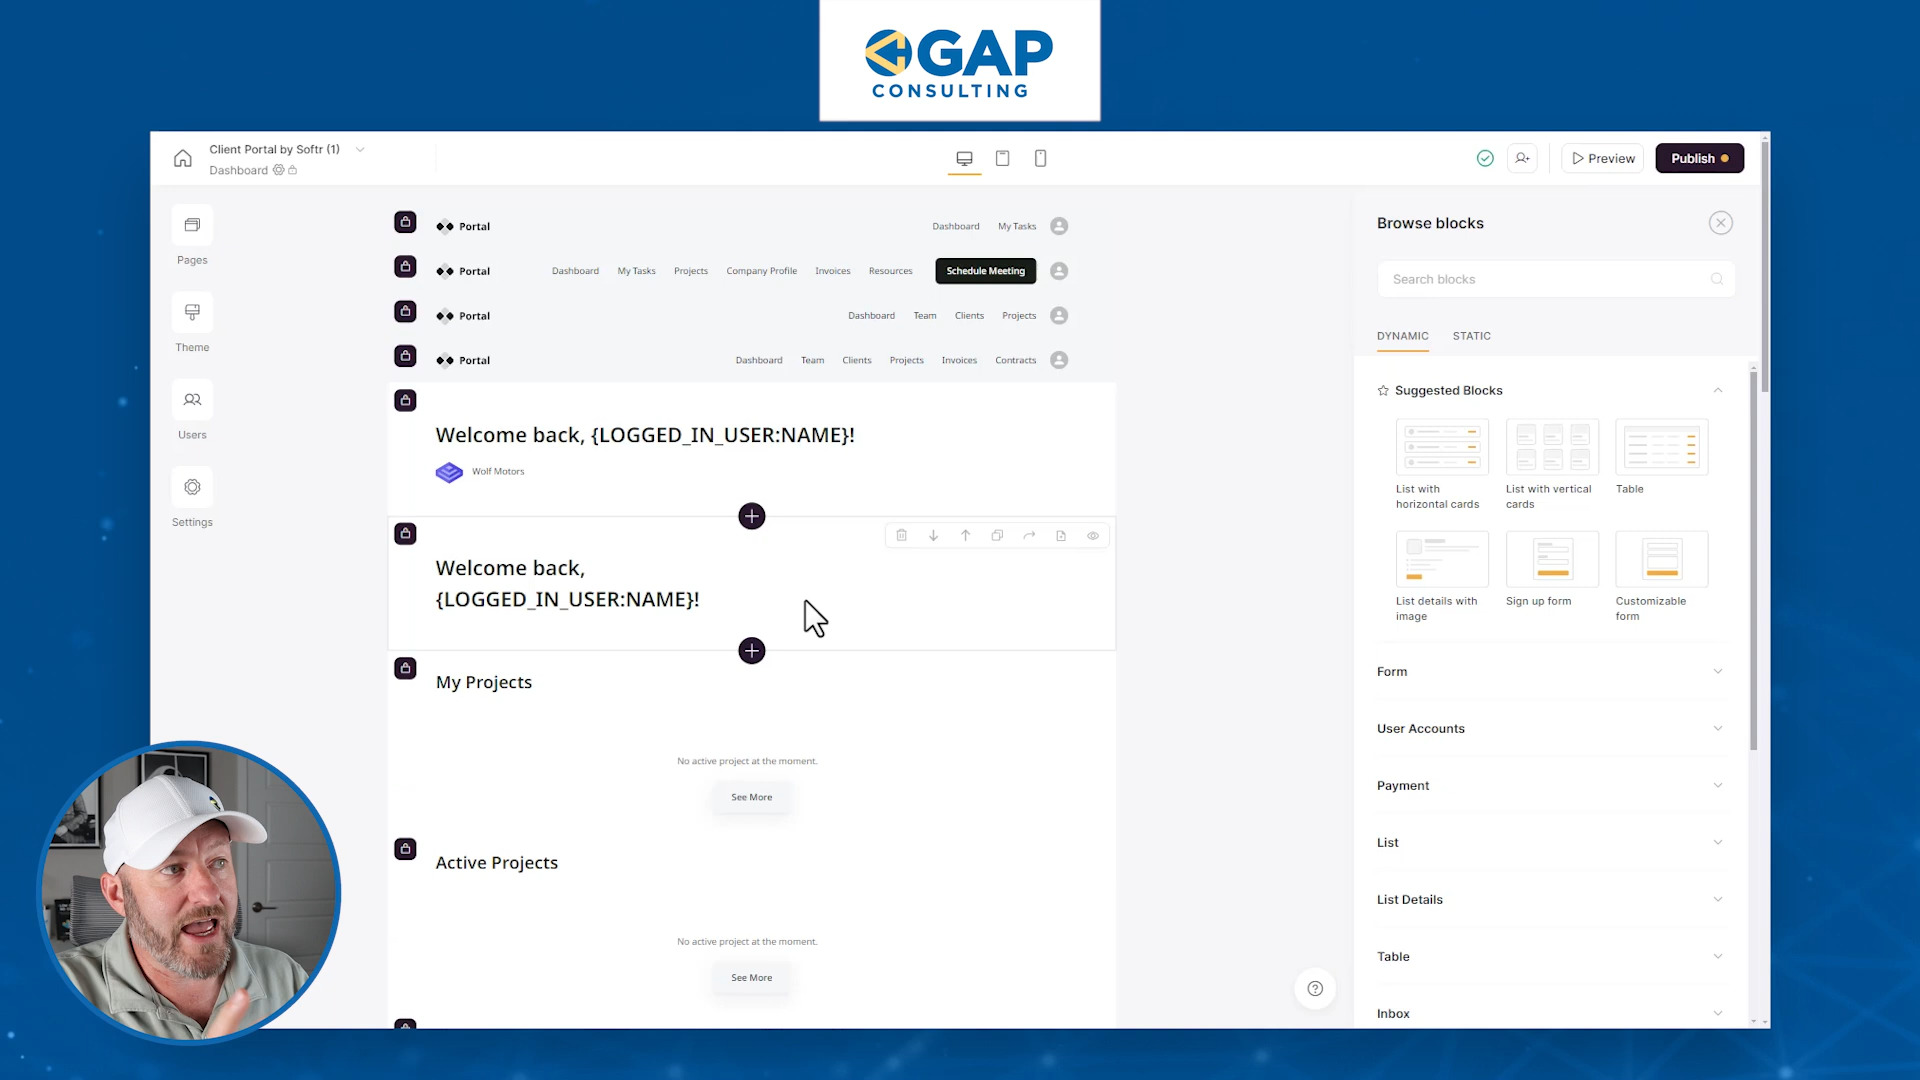 GAP
CONSULTING
Client Portal by Softr (1)
Dashboard
Preview
Publish
Pages
Theme
Users
Settings
Portal
Dashboard
My Tasks
Portal
Dashboard
My Tasks
Projects
Company Profile
Invoices
Resources
Schedule Meeting
Portal
Dashboard
Team
Clients
Projects
Portal
Dashboard
Team
Clients
Projects
Invoices
Contracts
Welcome back, {LOGGED_IN_USER:NAME}!
Wolf Motors
Welcome back,
{LOGGED_IN_USER:NAME}!
My Projects
No active project at the moment.
See More
Active Projects
No active project at the moment.
See More
Browse blocks
Search blocks
DYNAMIC
STATIC
Suggested Blocks
List with
horizontal cards
List with vertical
cards
Table
List details with
image
Sign up form
Customizable
form
Form
User Accounts
Payment
List
List Details
Table
Inbox